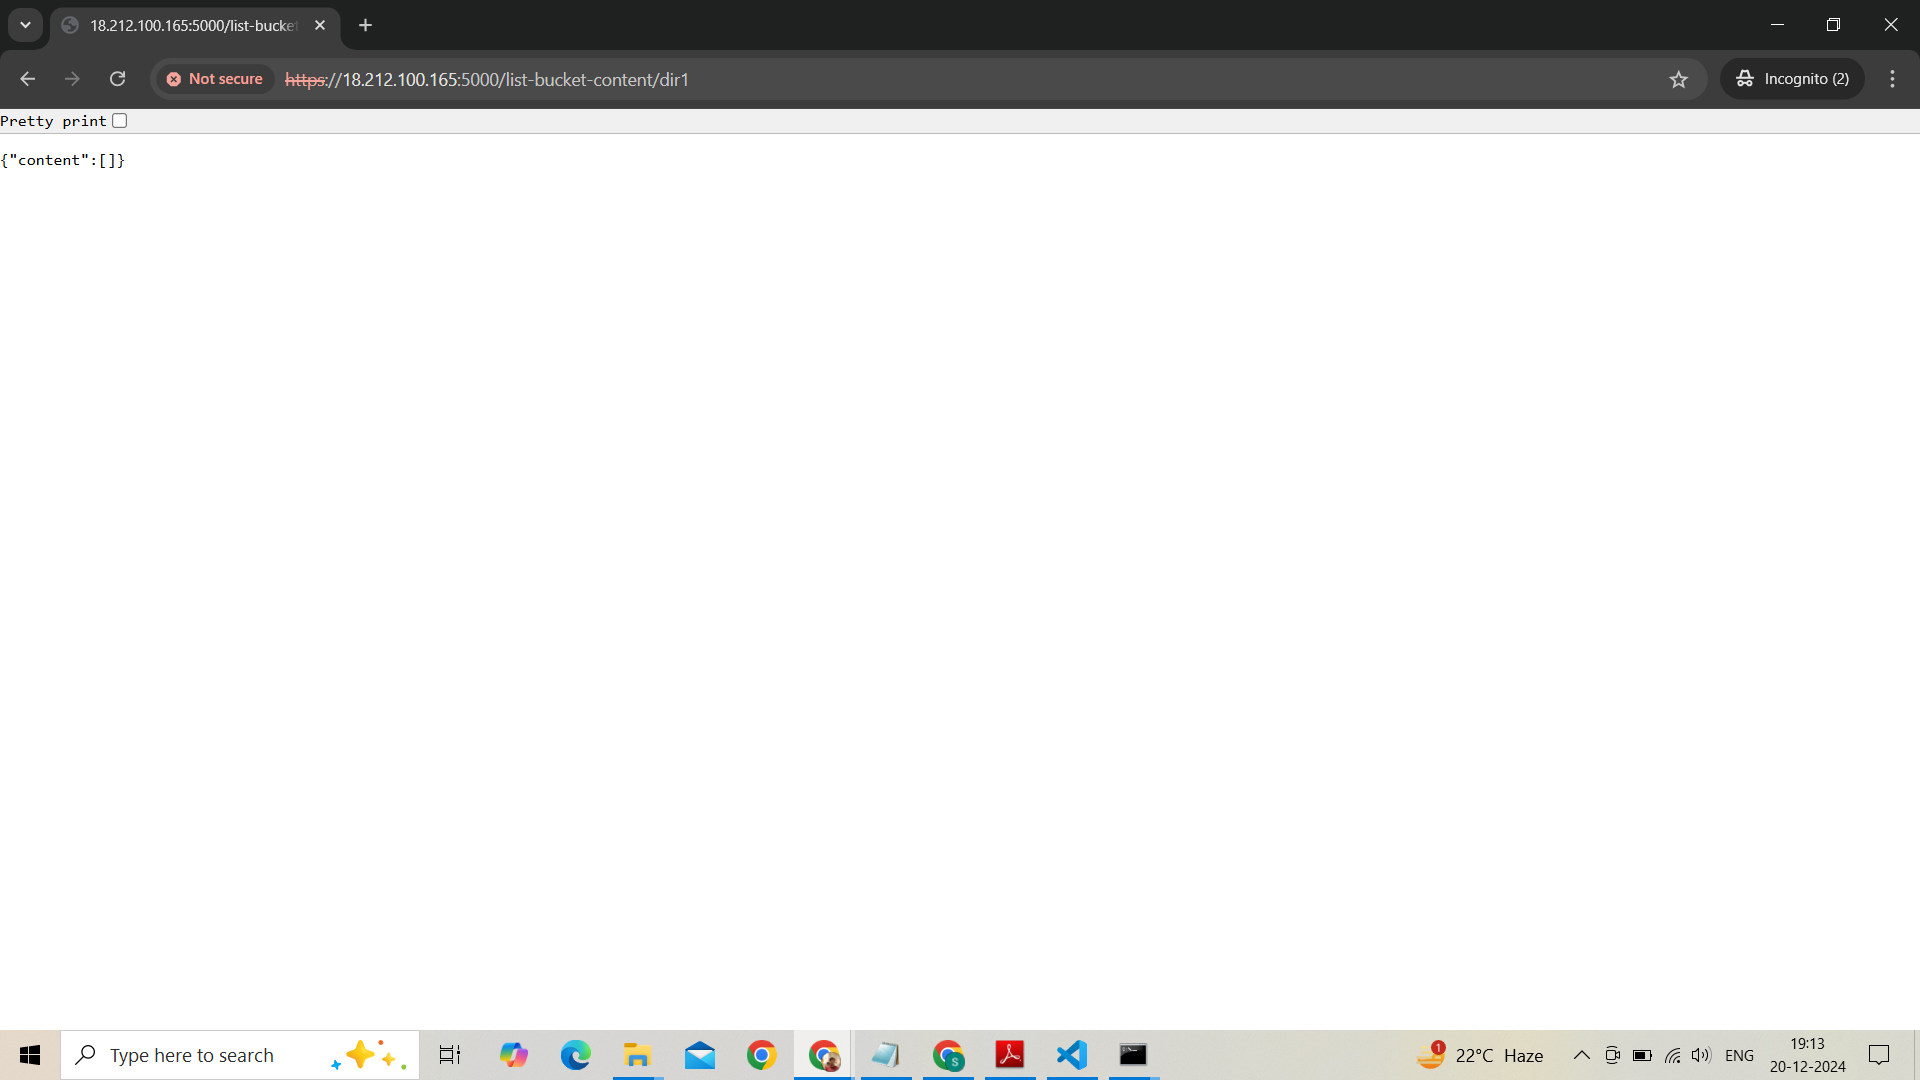 18.212.100.165:5000/list-bucket
Not secure
https://18.212.100.165:5000/list-bucket-content/dir1
Incognito (2)
Pretty print
{"content":[]}
Type here to search
S
1
22°C Haze
ENG
19:13
20-12-2024